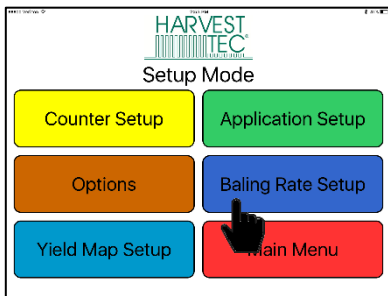 HARVEST
TEC
Setup Mode
Counter Setup
Application Setup
Options
Baling Rate Setup
Yield Map Setup
Main Menu